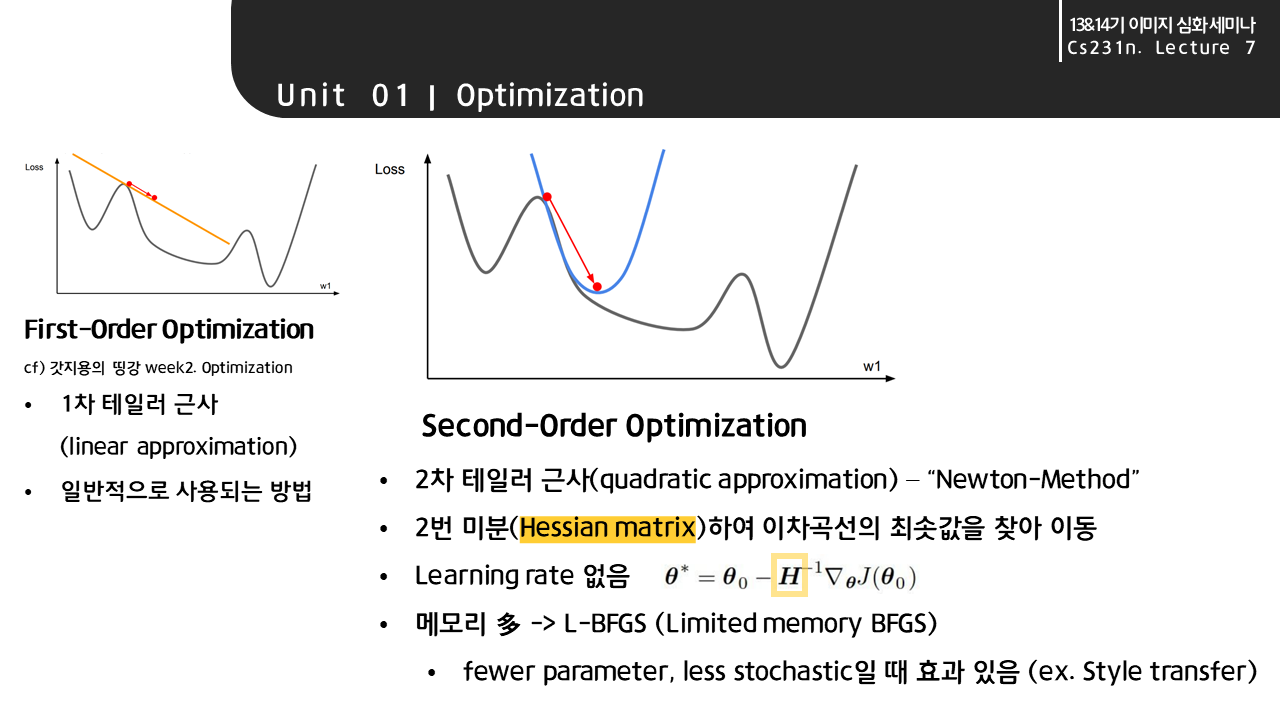 13&14기 이미지 심화세미나
Cs231n. Lecture 7
Unit 01 | Optimization
Loss
w1
First-Order Optimization
cf) 갓지용의 띵강 week2. Optimization
• 1차 테일러 근사
(linear approximation)
• 일반적으로 사용되는 방법
Loss
w1
Second-Order Optimization
• 2차 테일러 근사(quadratic approximation) – “Newton-Method”
• 2번 미분(Hessian matrix)하여 이차곡선의 최솟값을 찾아 이동
• Learning rate 없음 θ* = θ₀ − H⁻¹∇_θJ(θ₀)
• 메모리 多 -> L-BFGS (Limited memory BFGS)
• fewer parameter, less stochastic일 때 효과 있음 (ex. Style transfer)